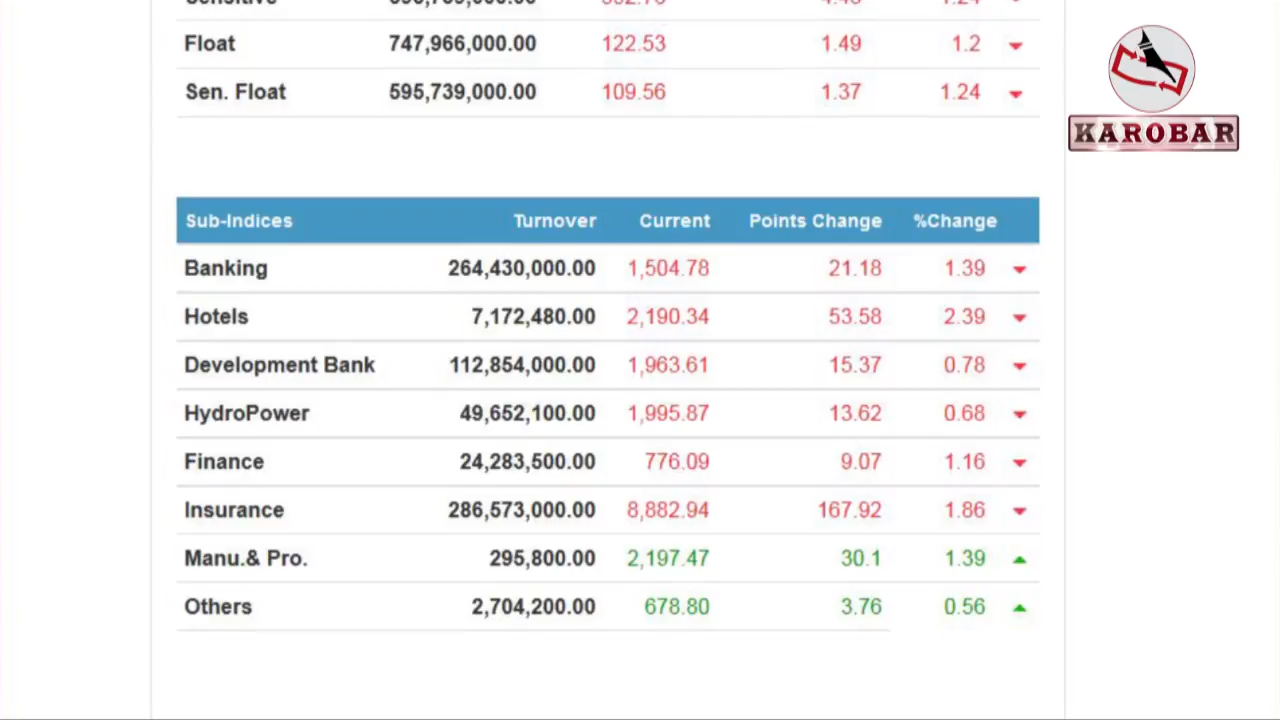 Float 747,966,000.00 122.53 1.49 1.2
Sen. Float 595,739,000.00 109.56 1.37 1.24
KAROBAR
Sub-Indices Turnover Current Points Change %Change
Banking 264,430,000.00 1,504.78 21.18 1.39
Hotels 7,172,480.00 2,190.34 53.58 2.39
Development Bank 112,854,000.00 1,963.61 15.37 0.78
HydroPower 49,652,100.00 1,995.87 13.62 0.68
Finance 24,283,500.00 776.09 9.07 1.16
Insurance 286,573,000.00 8,882.94 167.92 1.86
Manu.& Pro. 295,800.00 2,197.47 30.1 1.39
Others 2,704,200.00 678.80 3.76 0.56